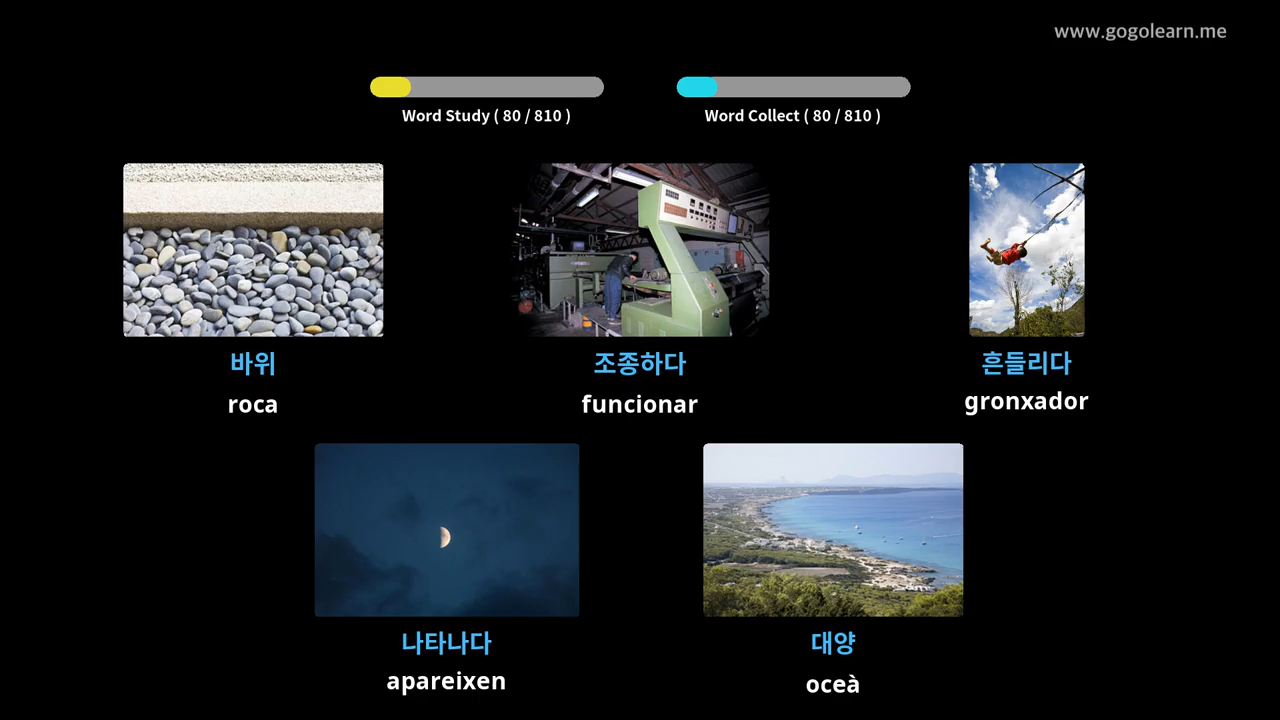 www.gogolearn.me
Word Study ( 80 / 810 )
Word Collect ( 80 / 810 )
바위
조종하다
흔들리다
roca
funcionar
gronxador
나타나다
대양
apareixen
oceà